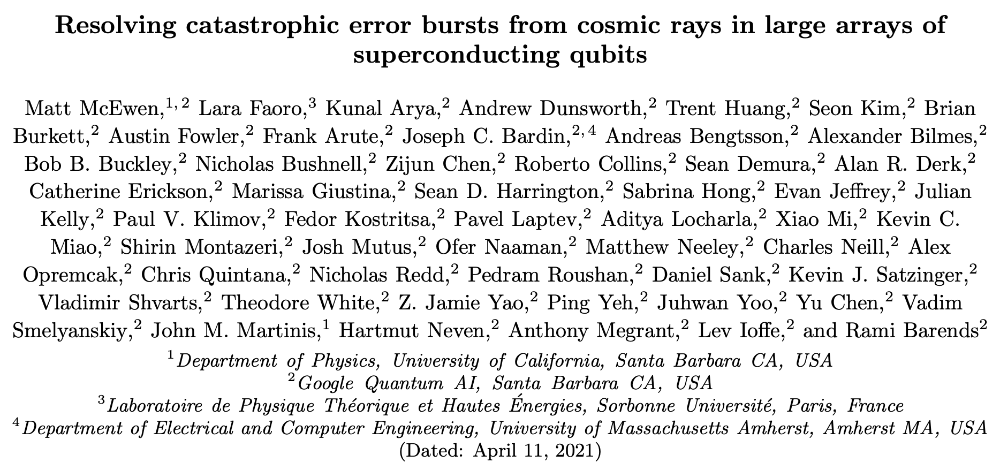 Resolving catastrophic error bursts from cosmic rays in large arrays of
superconducting qubits
Matt McEwen,1, 2 Lara Faoro,3 Kunal Arya,2 Andrew Dunsworth,2 Trent Huang,2 Seon Kim,2 Brian
Burkett,2 Austin Fowler,2 Frank Arute,2 Joseph C. Bardin,2, 4 Andreas Bengtsson,2 Alexander Bilmes,2
Bob B. Buckley,2 Nicholas Bushnell,2 Zijun Chen,2 Roberto Collins,2 Sean Demura,2 Alan R. Derk,2
Catherine Erickson,2 Marissa Giustina,2 Sean D. Harrington,2 Sabrina Hong,2 Evan Jeffrey,2 Julian
Kelly,2 Paul V. Klimov,2 Fedor Kostritsa,2 Pavel Laptev,2 Aditya Locharla,2 Xiao Mi,2 Kevin C.
Miao,2 Shirin Montazeri,2 Josh Mutus,2 Ofer Naaman,2 Matthew Neeley,2 Charles Neill,2 Alex
Opremcak,2 Chris Quintana,2 Nicholas Redd,2 Pedram Roushan,2 Daniel Sank,2 Kevin J. Satzinger,2
Vladimir Shvarts,2 Theodore White,2 Z. Jamie Yao,2 Ping Yeh,2 Juhwan Yoo,2 Yu Chen,2 Vadim
Smelyanskiy,2 John M. Martinis,1 Hartmut Neven,2 Anthony Megrant,2 Lev Ioffe,2 and Rami Barends2
1Department of Physics, University of California, Santa Barbara CA, USA
2Google Quantum AI, Santa Barbara CA, USA
3Laboratoire de Physique Théorique et Hautes Énergies, Sorbonne Université, Paris, France
4Department of Electrical and Computer Engineering, University of Massachusetts Amherst, Amherst MA, USA
(Dated: April 11, 2021)